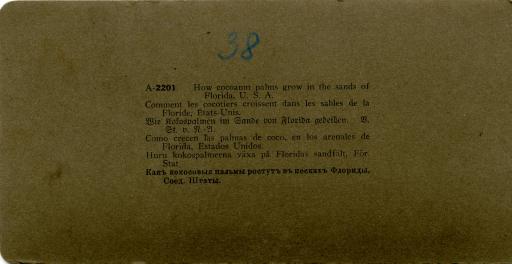 38
A-2201 How cocoanut palms grow in the sands of
Florida, U. S. A.
Comment les cocotiers croissent dans les sables de la
Floride, Etats-Unis.
Wie Kokospalmen im Sande von Florida gedeihen. V.
St. v. N.-A.
Como crecen las palmas de coco, en los arenales de
Florida, Estados Unidos.
Huru kokospalmerna växa på Floridas sandfält, För.
Stat.
Какъ кокосовыя пальмы ростутъ въ пескахъ Флориды,
Соед. Штаты.